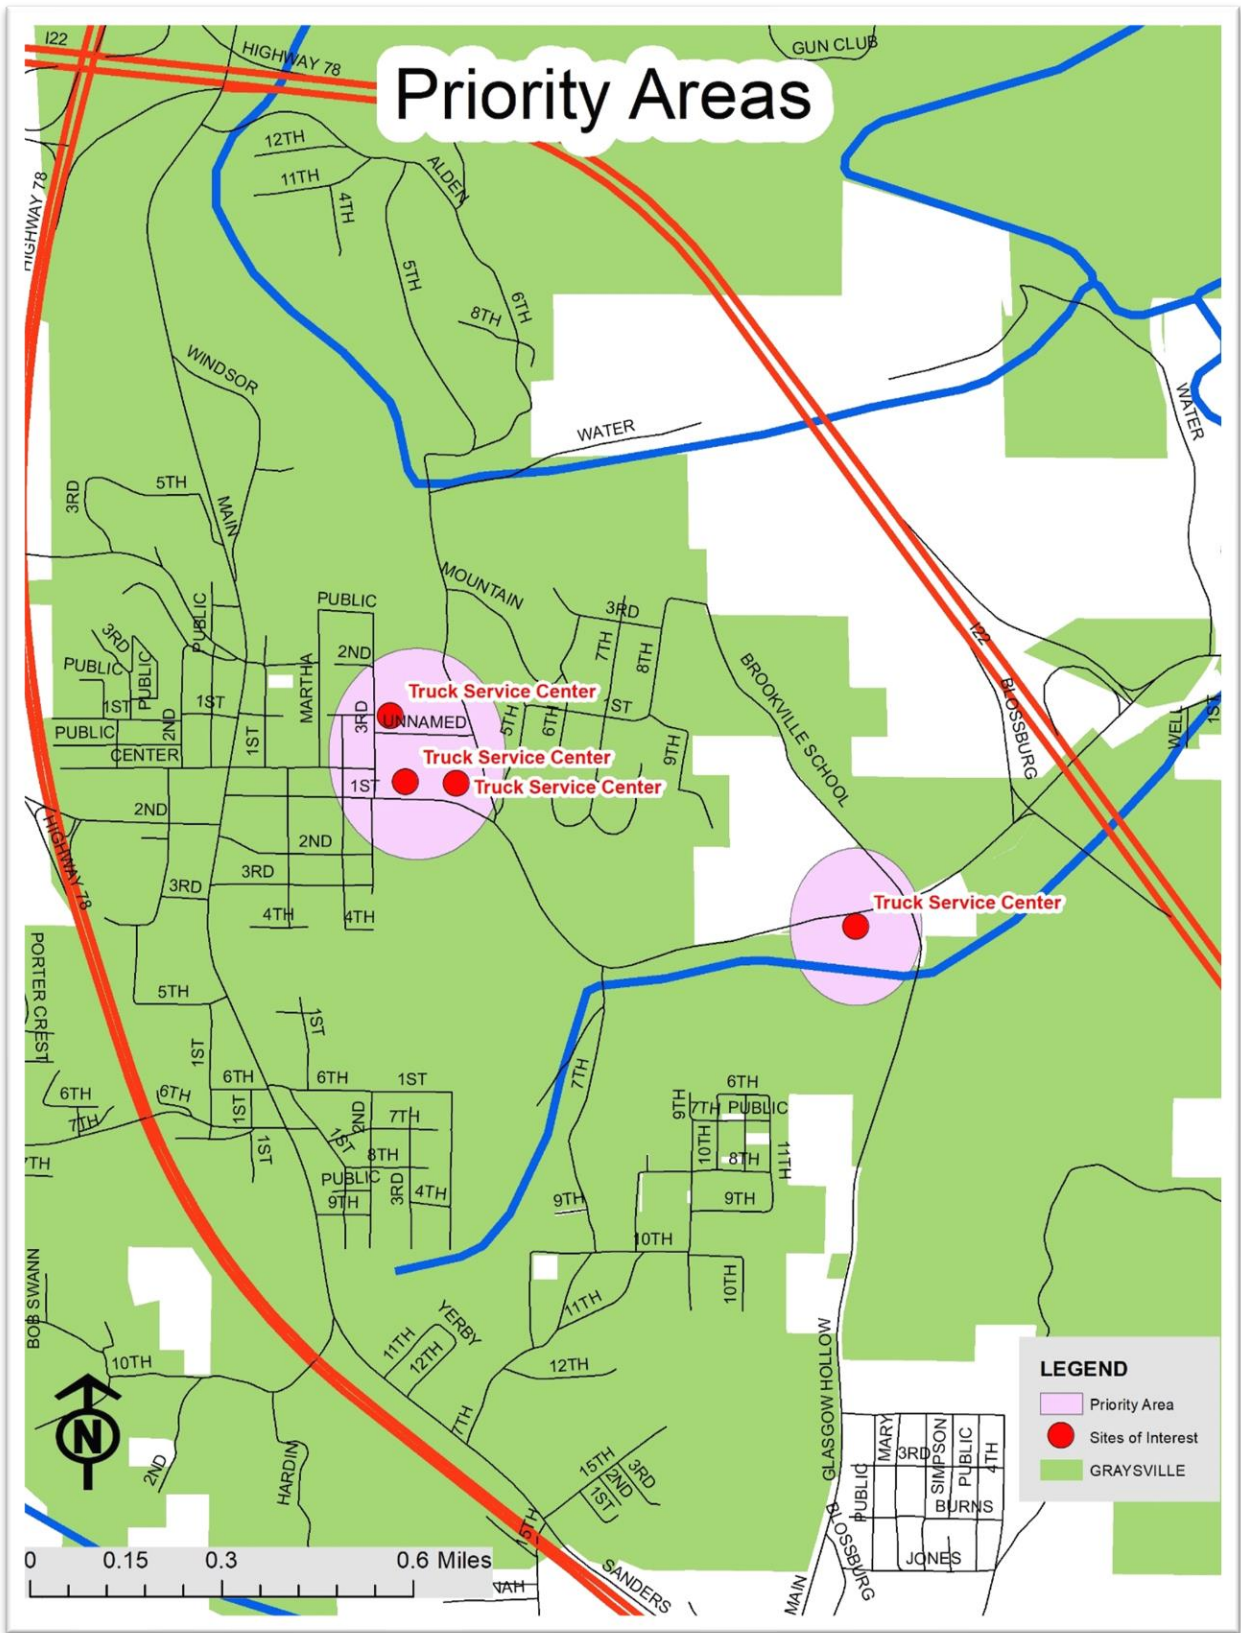 I22
HIGHWAY 78
GUN CLUB
Priority Areas
12TH
11TH
4TH
ALDEN
HIGHWAY 78
5TH
6TH
8TH
WINDSOR
WATER
WATER
3RD
5TH
MAIN
MOUNTAIN
PUBLIC
PUBLIC
3RD
7TH
8TH
I22
3RD
PUBLIC
PUBLIC
2ND
MARTHA
BROOKVILLE SCHOOL
BLOSSBURG
Truck Service Center
1ST
1ST
2ND
1ST
3RD
UNNAMED
5TH
6TH
1ST
9TH
WELL
1ST
PUBLIC
CENTER
Truck Service Center
1ST
Truck Service Center
2ND
2ND
HIGHWAY 78
3RD
3RD
4TH
4TH
Truck Service Center
PORTER CREST
5TH
1ST
1ST
6TH
6TH
6TH
6TH
1ST
7TH
7TH
1ST
1ST
1ST
2ND
7TH
8TH
PUBLIC
9TH
3RD
4TH
9TH
6TH
7TH
PUBLIC
10TH
8TH
11TH
9TH
9TH
10TH
10TH
11TH
BOB SWANN
10TH
YERBY
11TH
12TH
12TH
7TH
GLASGOW HOLLOW
LEGEND
Priority Area
Sites of Interest
GRAYSVILLE
N
2ND
HARDIN
15TH
3RD
2ND
1ST
15TH
MARY
3RD
SIMPSON
PUBLIC
4TH
PUBLIC
BURNS
JONES
BLOSSBURG
MAIN
SANDERS
0 0.15 0.3 0.6 Miles